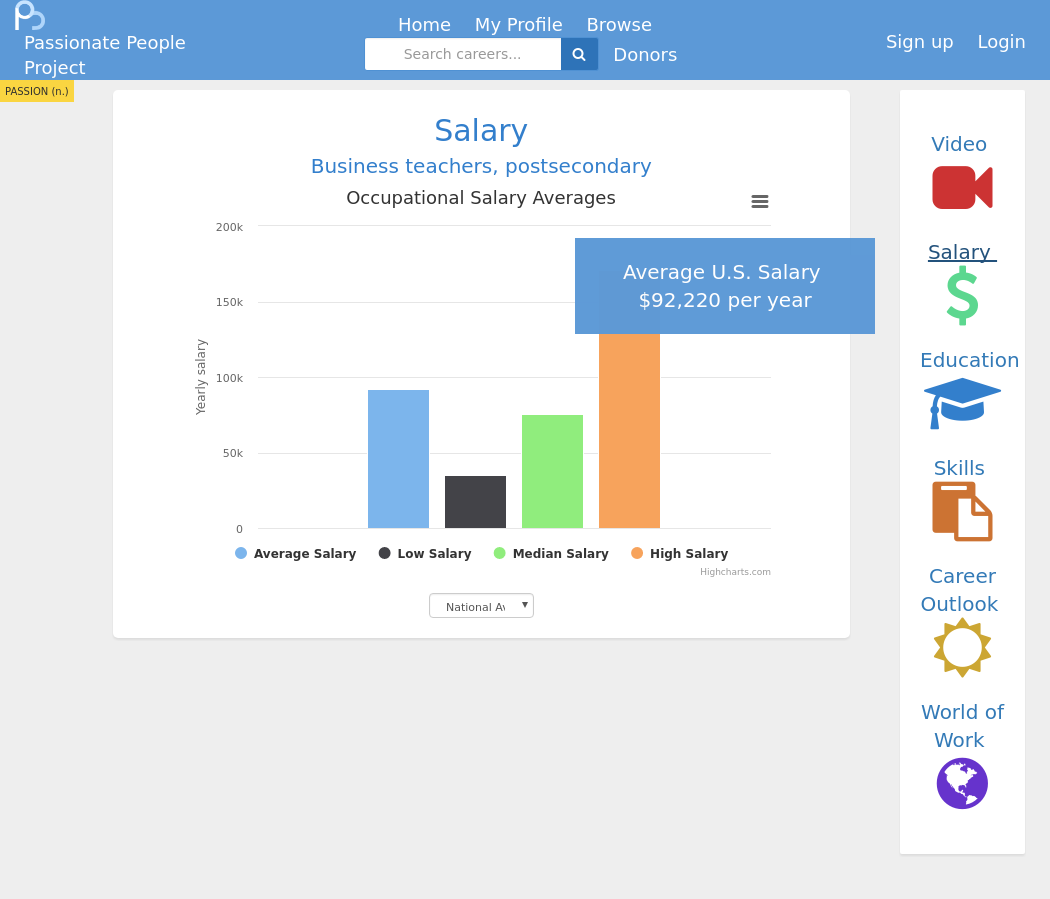 Passionate People
Project
Home My Profile Browse
Search careers...
Donors
Sign up Login
PASSION (n.)
Salary
Business teachers, postsecondary
Occupational Salary Averages
Average U.S. Salary
$92,220 per year
Yearly salary
200k
150k
100k
50k
0
Average Salary Low Salary Median Salary High Salary
Highcharts.com
National Av
Video
Salary
Education
Skills
Career
Outlook
World of
Work